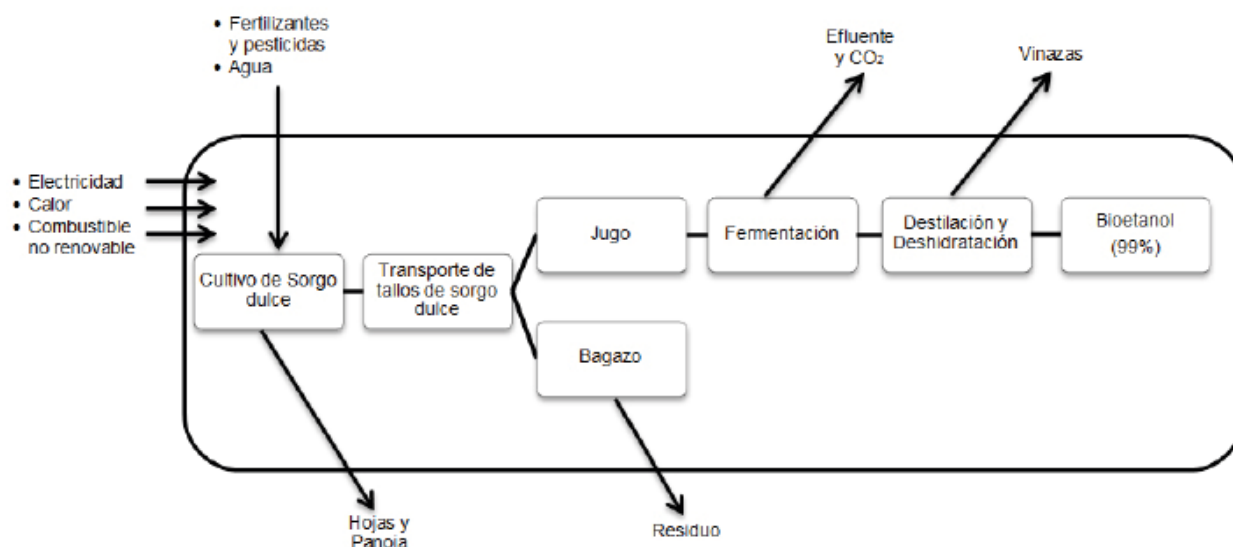 • Fertilizantes
y pesticidas
• Agua
Efluente
y CO₂
Vinazas
• Electricidad
• Calor
• Combustible
no renovable
Cultivo de Sorgo
dulce
Transporte de
tallos de sorgo
dulce
Jugo
Fermentación
Destilación y
Deshidratación
Bioetanol
(99%)
Bagazo
Hojas y
Panoja
Residuo